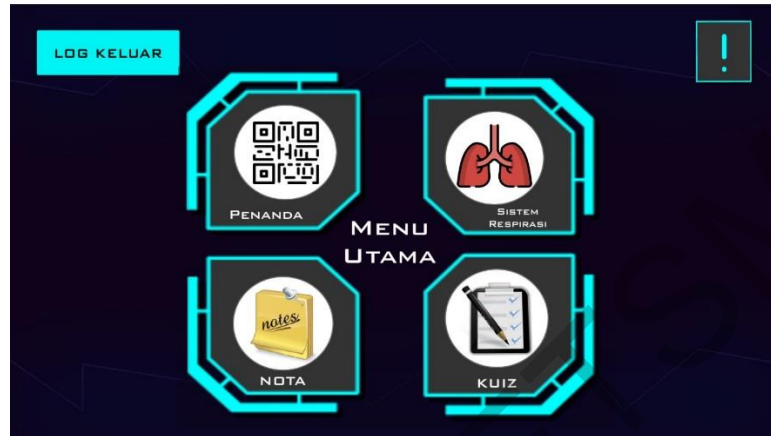 LOG KELUAR
!
PENANDA
SISTEM
RESPIRASI
MENU
UTAMA
notes
NOTA
KUIZ